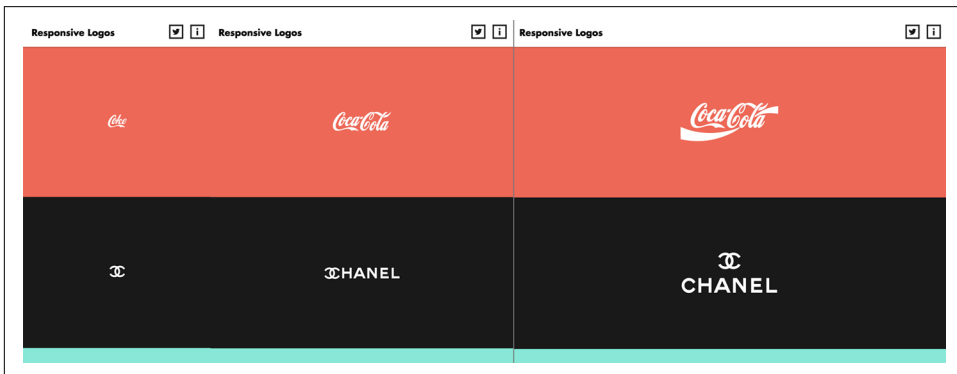 Responsive Logos
Responsive Logos
Responsive Logos
Coke
Coca-Cola
Coca-Cola
CHANEL
CHANEL